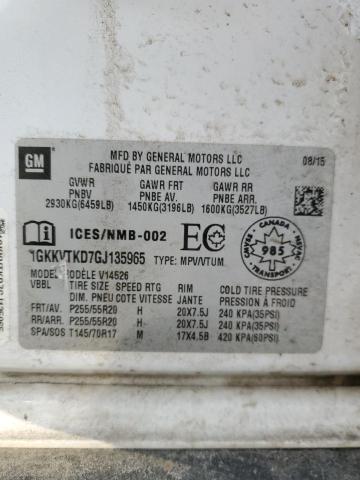 GM
MFD BY GENERAL MOTORS LLC
FABRIQUÉ PAR GENERAL MOTORS LLC
08/15
GVWR GAWR FRT GAWR RR
PNBV PNBE AV. PNBE ARR.
2930KG(6459LB) 1450KG(3196LB) 1600KG(3527LB)
ICES/NMB-002 EC
CANADA
CMVSS NSVAC
985
TRANSPORT
1GKKVTKD7GJ135965 TYPE: MPV/VTUM
MODEL/MODÈLE V14526
VBBL TIRE SIZE SPEED RTG RIM COLD TIRE PRESSURE
DIM. PNEU COTE VITESSE JANTE PRESSION À FROID
FRT/AV. P255/55R20 H 20X7.5J 240 KPA(35PSI)
RR/ARR. P255/55R20 H 20X7.5J 240 KPA(35PSI)
SPA/SOS T145/70R17 M 17X4.5B 420 KPA(60PSI)